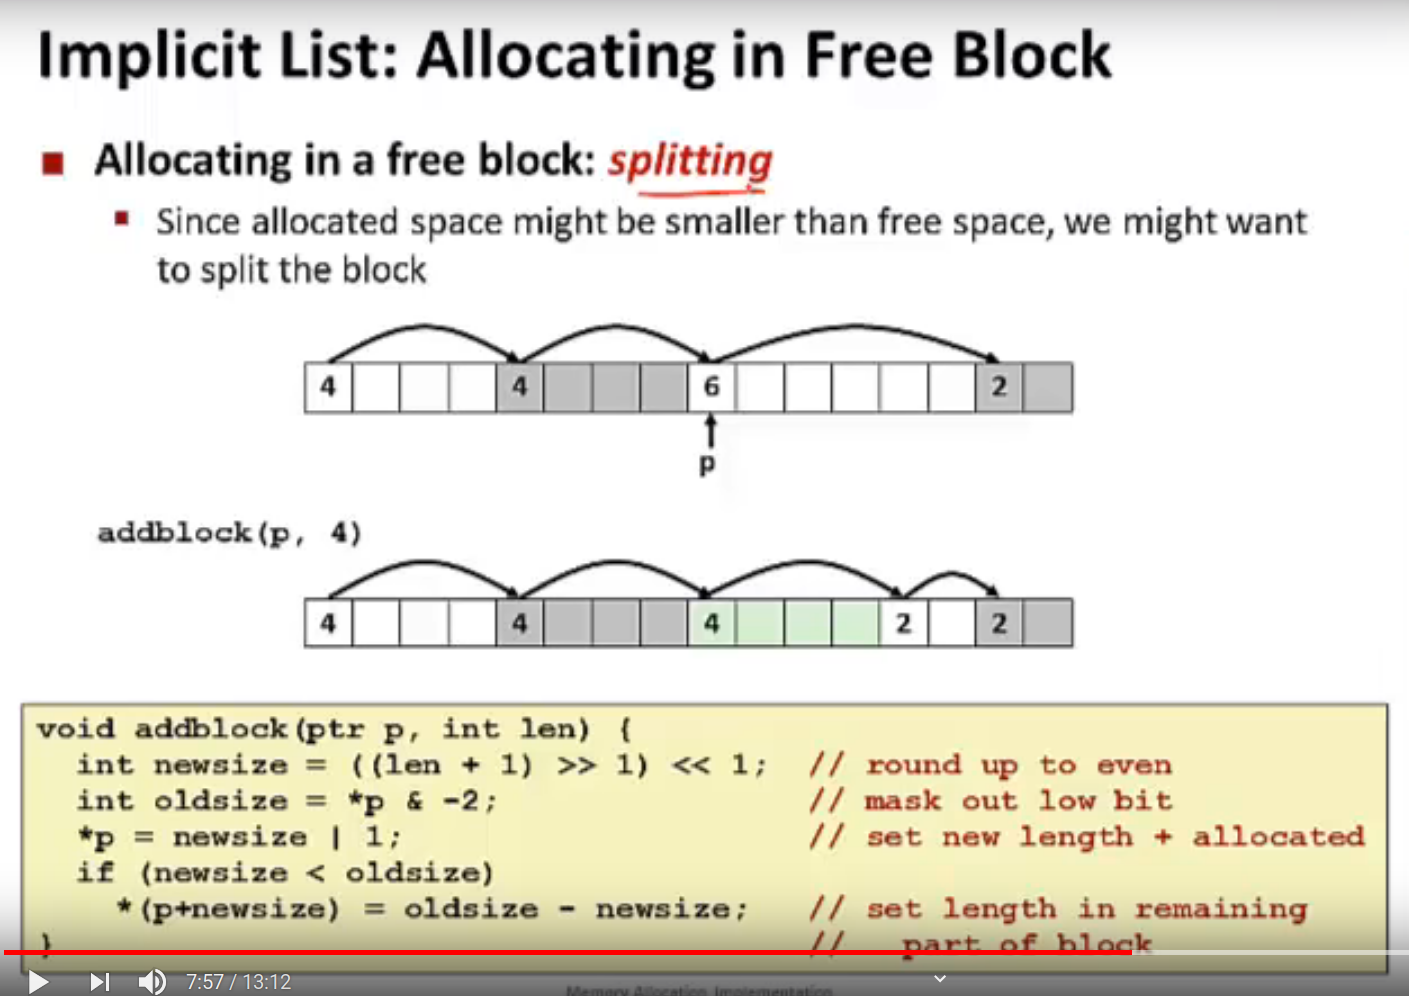 Implicit List: Allocating in Free Block
Allocating in a free block: splitting
Since allocated space might be smaller than free space, we might want
to split the block
4 4 6 2
p
addblock(p, 4)
4 4 4 2 2
void addblock(ptr p, int len) {
int newsize = ((len + 1) >> 1) << 1; // round up to even
int oldsize = *p & -2; // mask out low bit
*p = newsize | 1; // set new length + allocated
if (newsize < oldsize)
*(p+newsize) = oldsize - newsize; // set length in remaining
} // part of block
7:57 / 13:12
Memory Allocation, Implementation